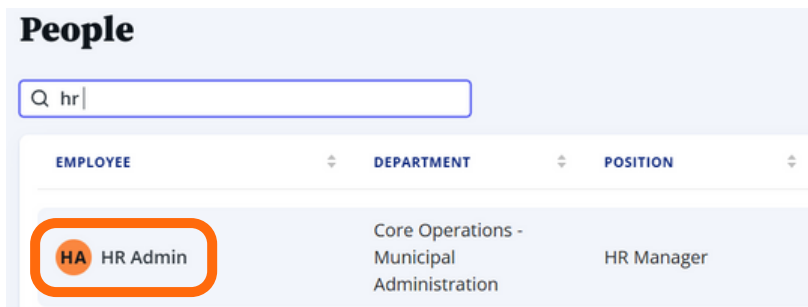 People
hr
EMPLOYEE DEPARTMENT POSITION
Core Operations -
HA HR Admin Municipal HR Manager
Administration